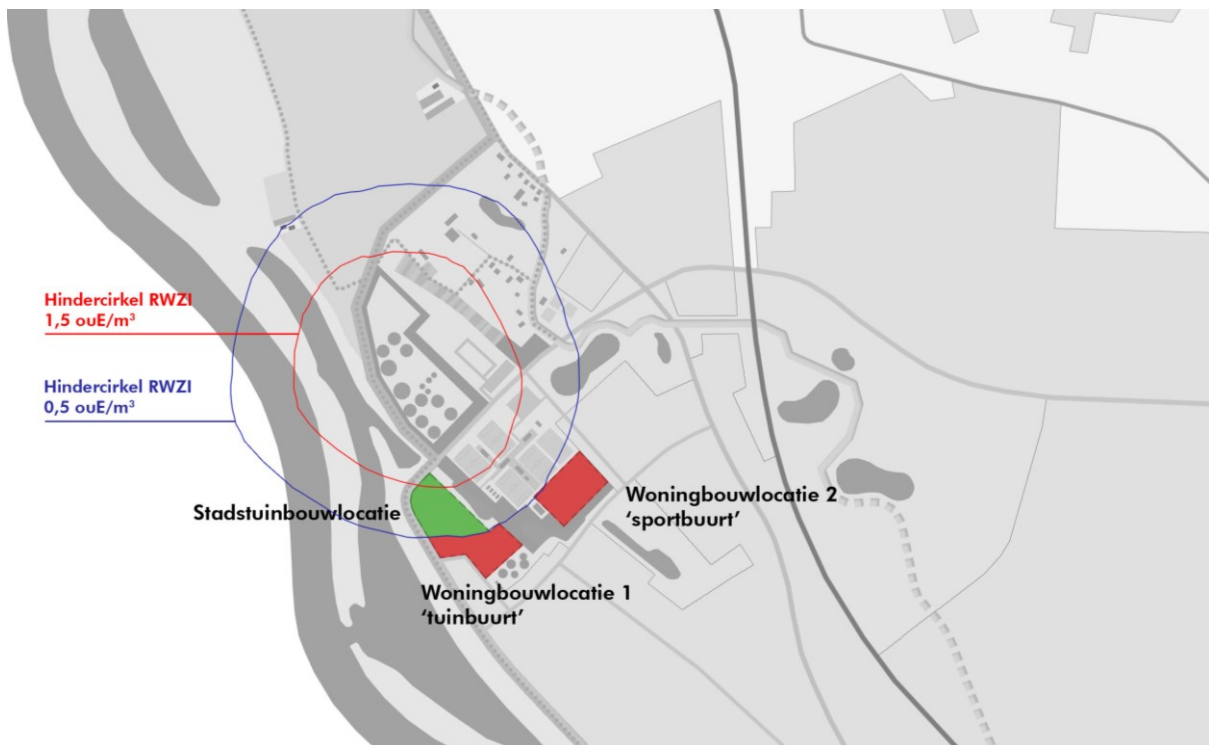 Hindercirkel RWZI
1,5 ouE/m³
Hindercirkel RWZI
0,5 ouE/m³
Stadstuinbouwlocatie
Woningbouwlocatie 2
‘sportbuurt’
Woningbouwlocatie 1
‘tuinbuurt’